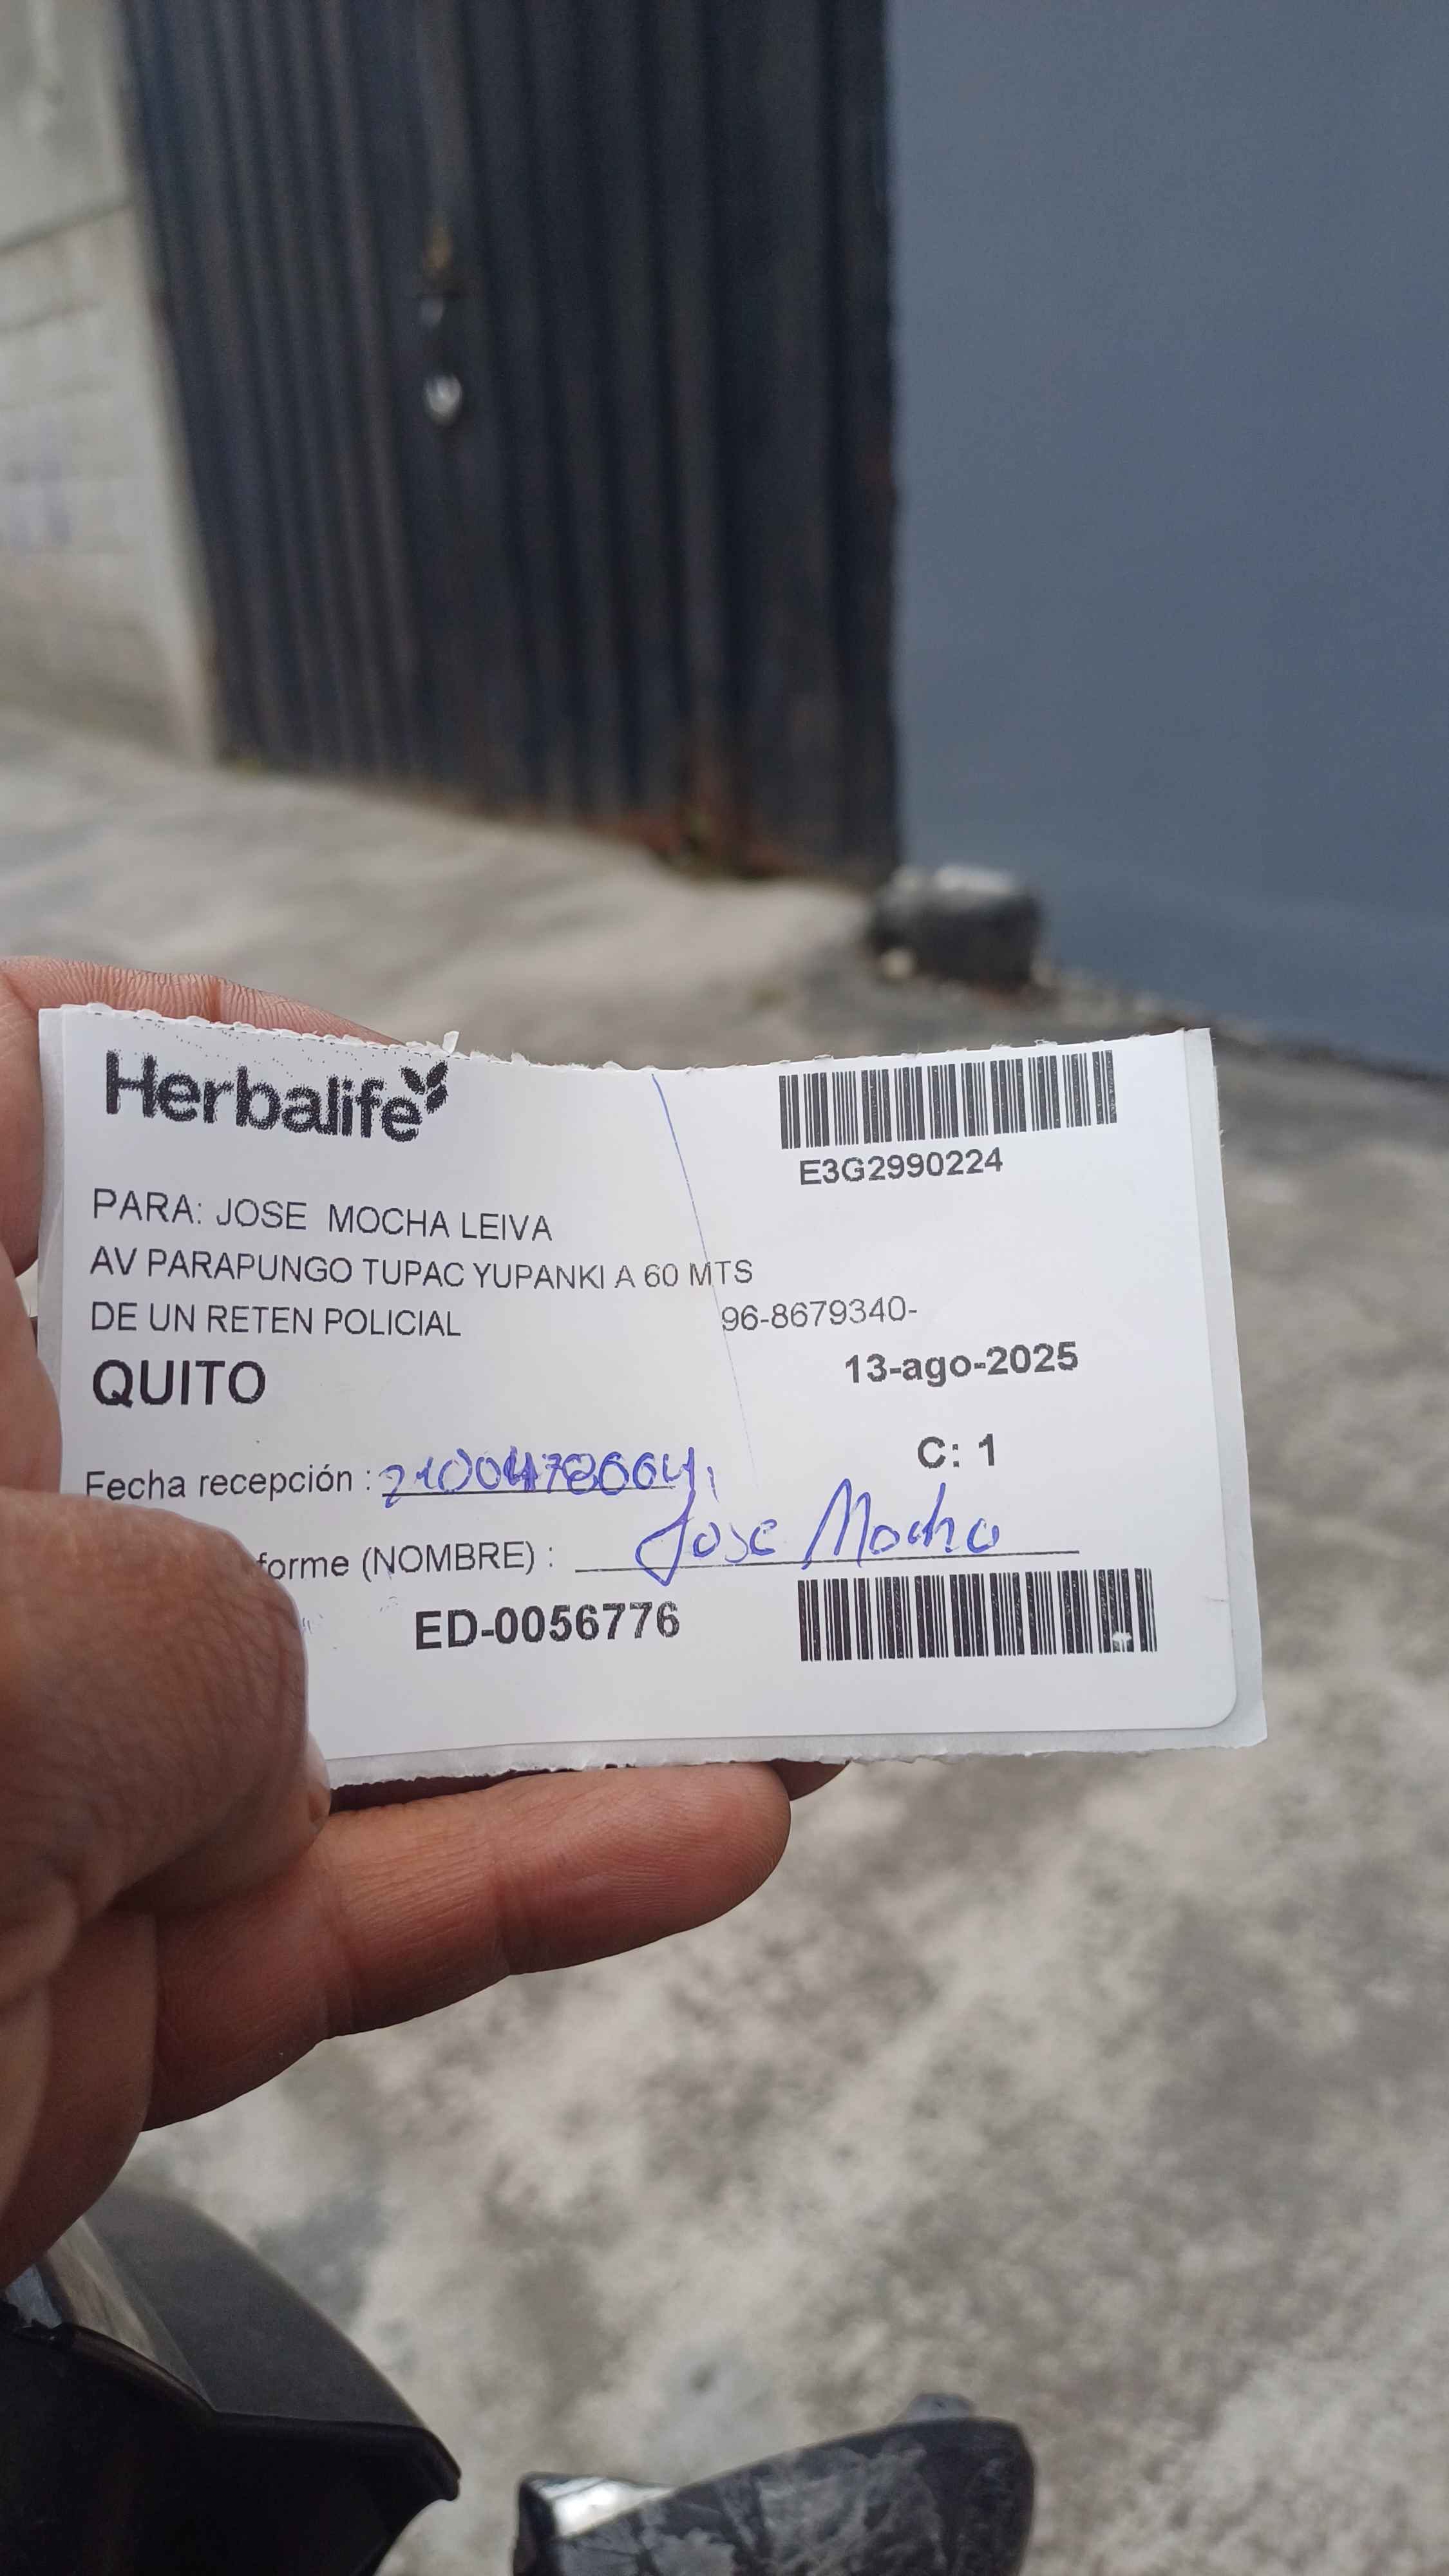 Herbalife
E3G2990224
PARA: JOSE MOCHA LEIVA
AV PARAPUNGO TUPAC YUPANKI A 60 MTS
DE UN RETEN POLICIAL 96-8679340-
QUITO 13-ago-2025
C: 1
Fecha recepción : 2100478664
forme (NOMBRE) : Jose Mocha
ED-0056776